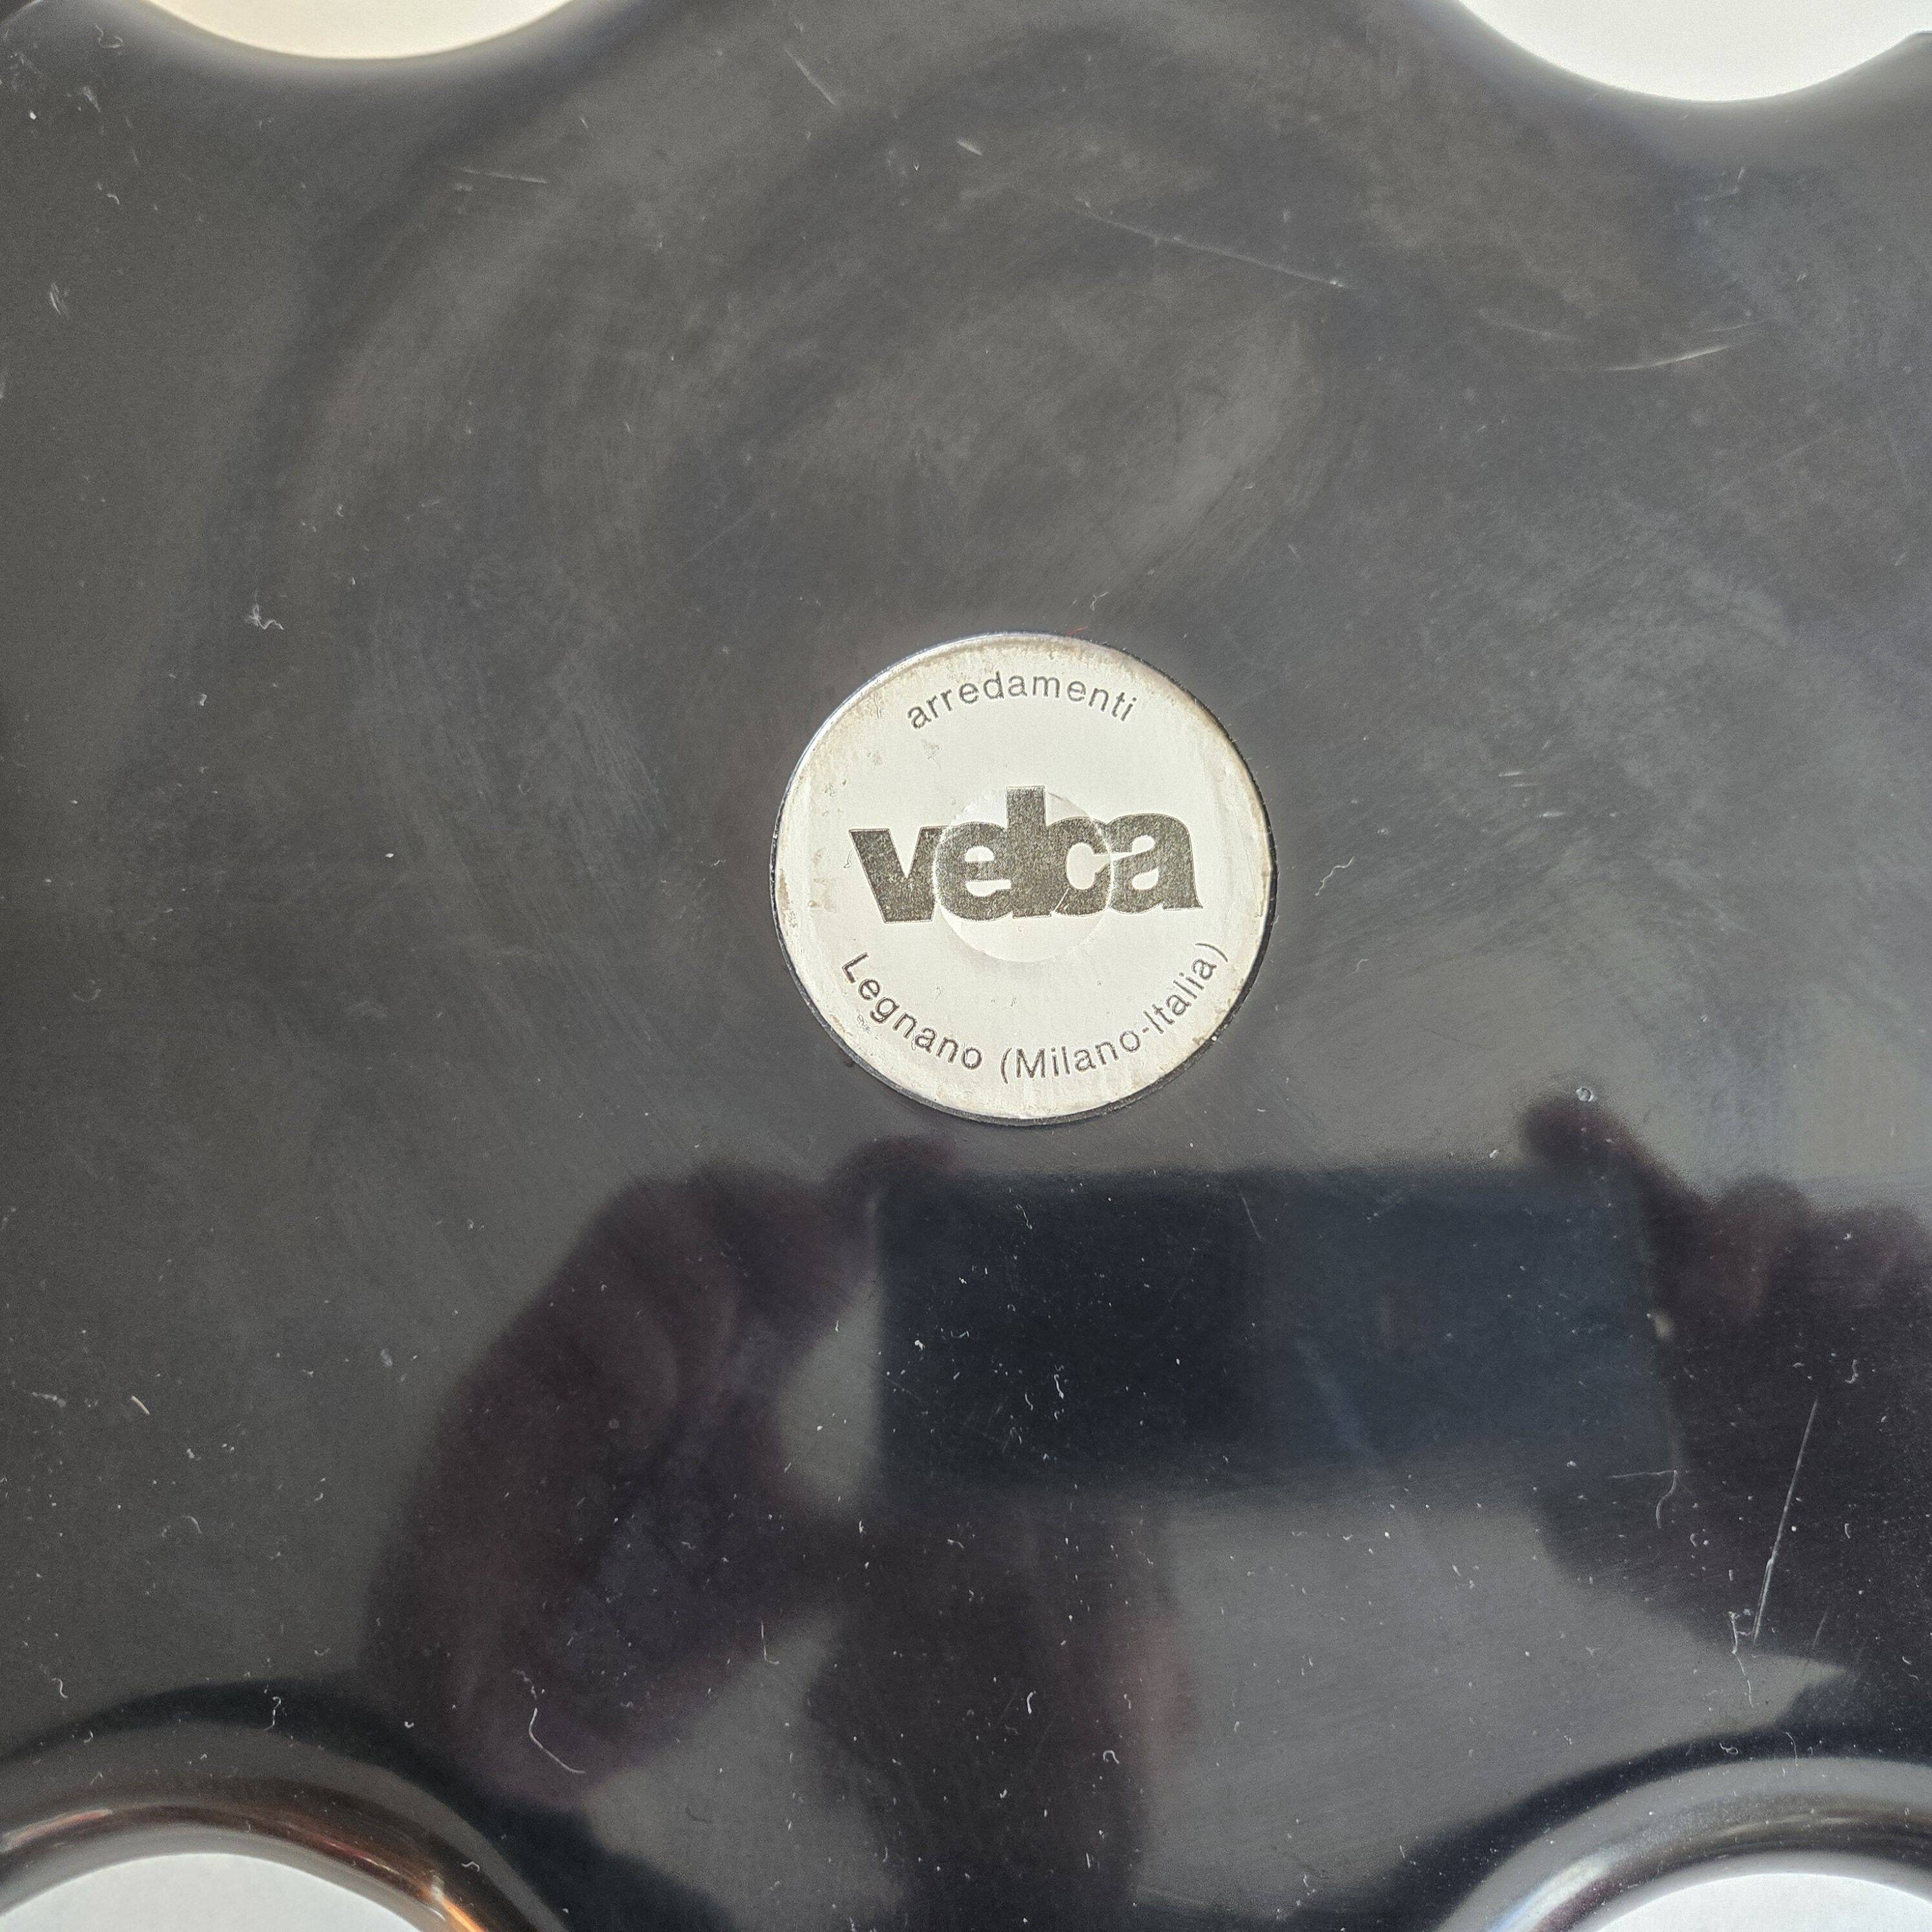 arredamenti
velca
Legnano (Milano-Italia)